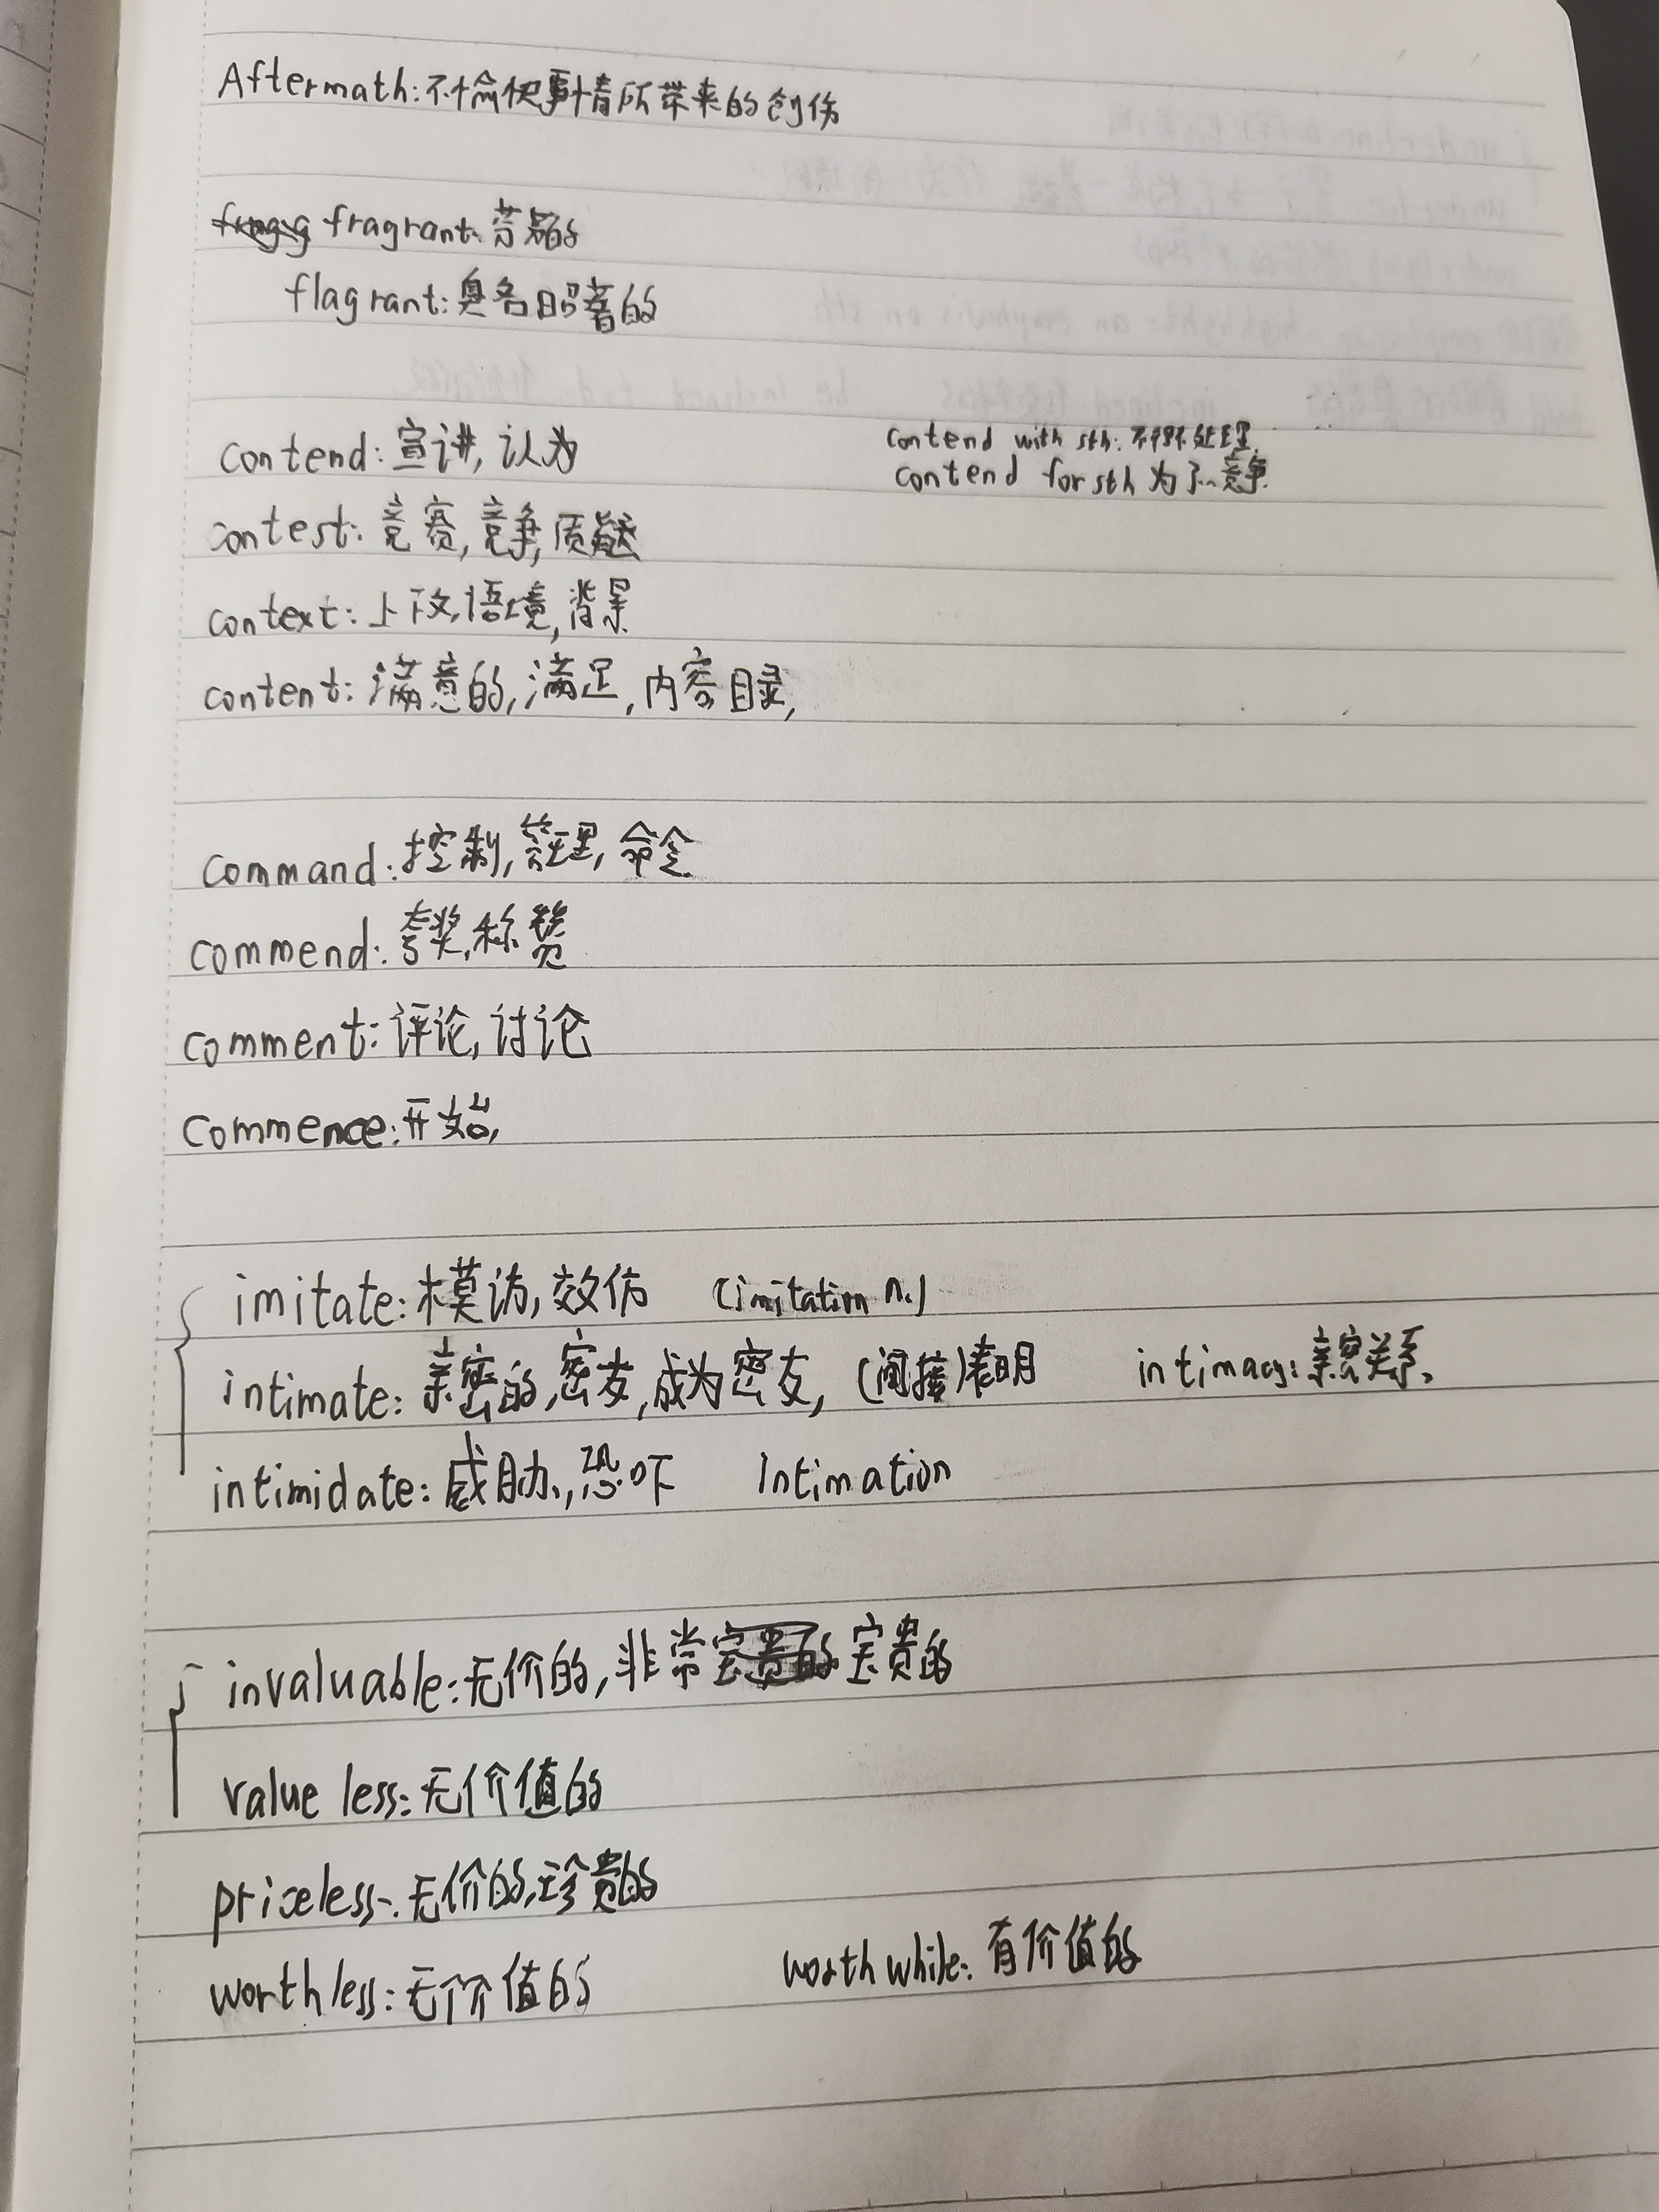 Aftermath:不愉快事情所带来的创伤
fragrant:芬芳的
flagrant:臭名昭著的
contend:宣讲,认为 contend with sth:不得不处理.
contend for sth 为了…竞争.
contest:竞赛,竞争,质疑
context:上下文,语境,背景
content:满意的,满足,内容,目录,
command:控制,管理,命令
commend:夸奖,称赞
comment:评论,讨论
commence:开始,
imitate:模访,效仿 (imitation n.)
intimate:亲密的,密友,成为密友,(间接)表明 intimacy:亲密关系.
intimidate:威胁,恐吓 Intimation
invaluable:无价的,非常宝贵的
value less:无价值的
priceless:无价的,珍贵的
worthless:无价值的 worth while:有价值的